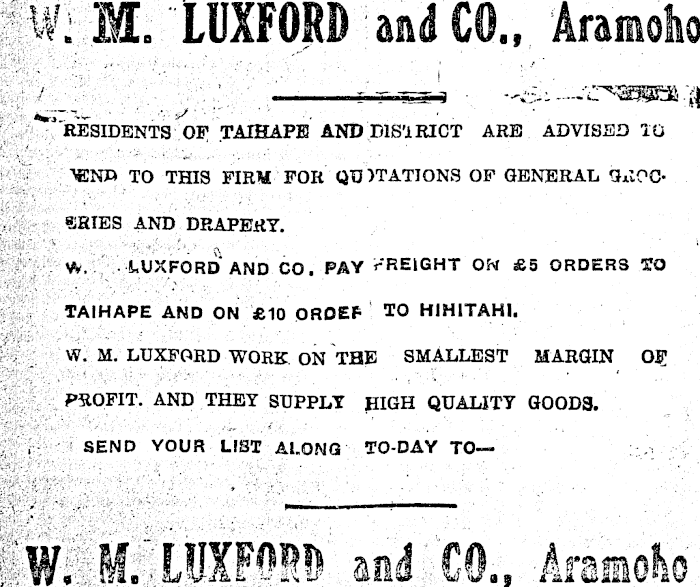 W. M. LUXFORD and CO., Aramoho
RESIDENTS OF TAIHAPE AND DISTRICT ARE ADVISED TO
SEND TO THIS FIRM FOR QUOTATIONS OF GENERAL GROC-
ERIES AND DRAPERY.
W. LUXFORD AND CO. PAY FREIGHT ON £5 ORDERS TO
TAIHAPE AND ON £10 ORDER TO HIHITAHI.
W. M. LUXFORD WORK ON THE SMALLEST MARGIN OF
PROFIT. AND THEY SUPPLY HIGH QUALITY GOODS.
SEND YOUR LIST ALONG TO-DAY TO—
W. M. LUXFORD and CO., Aramoho